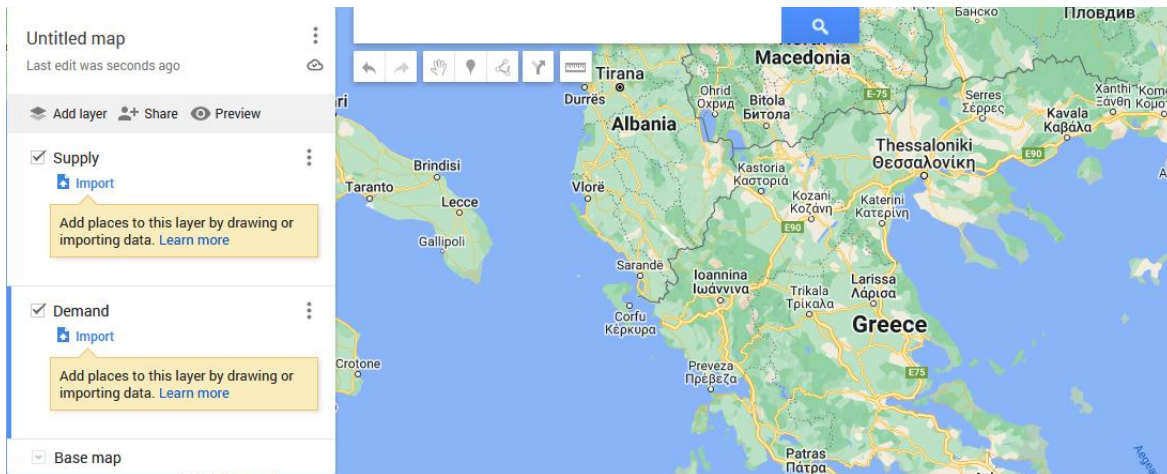 Untitled map
Last edit was seconds ago
Add layer
Share
Preview
Supply
Import
Add places to this layer by drawing or
importing data. Learn more
Demand
Import
Add places to this layer by drawing or
importing data. Learn more
Base map
Банско
Пловдив
Macedonia
Tirana
Durrës
Ohrid
Охрид
Bitola
Битола
E-75
Serres
Σέρρες
Xanthi
Ξάνθη
Kavala
Καβάλα
Albania
Thessaloniki
Θεσσαλονίκη
E90
Brindisi
Taranto
Lecce
Vlorë
Kastoria
Καστοριά
Kozani
Κοζάνη
Katerini
Κατερίνη
E90
Gallipoli
Sarandë
Ioannina
Ιωάννινα
Larissa
Λάρισα
Trikala
Τρίκαλα
Corfu
Κέρκυρα
Greece
Crotone
Preveza
Πρέβεζα
E75
Patras
Πάτρα